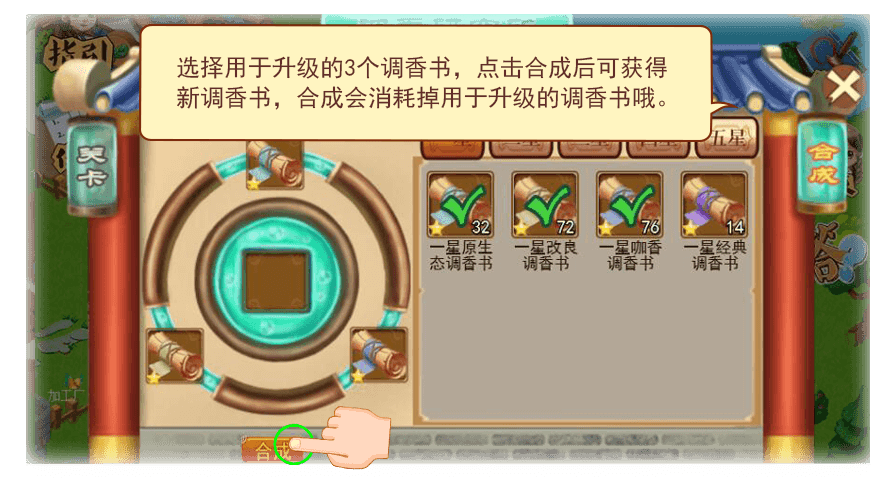 选择用于升级的3个调香书，点击合成后可获得
新调香书，合成会消耗掉用于升级的调香书哦。
指引
关卡
合成
五星
32
72
76
14
一星原生
态调香书
一星改良
调香书
一星咖香
调香书
一星经典
调香书
加工厂
合成